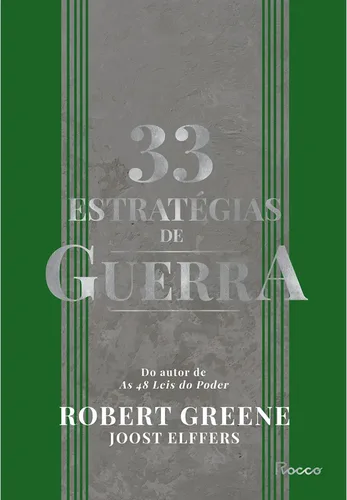 33
ESTRATÉGIAS
DE
GUERRA
Do autor de
As 48 Leis do Poder
ROBERT GREENE
JOOST ELFFERS
Rocco